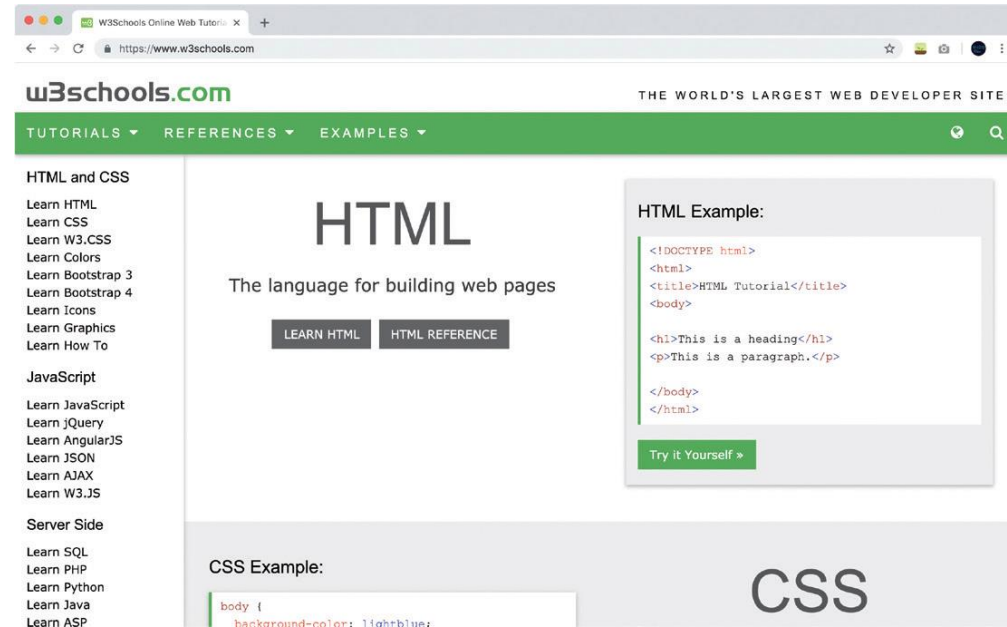 W3Schools Online Web Tutoria
https://www.w3schools.com
w3schools.com
THE WORLD'S LARGEST WEB DEVELOPER SITE
TUTORIALS REFERENCES EXAMPLES
HTML and CSS
Learn HTML
Learn CSS
Learn W3.CSS
Learn Colors
Learn Bootstrap 3
Learn Bootstrap 4
Learn Icons
Learn Graphics
Learn How To
JavaScript
Learn JavaScript
Learn jQuery
Learn AngularJS
Learn JSON
Learn AJAX
Learn W3.JS
Server Side
Learn SQL
Learn PHP
Learn Python
Learn Java
Learn ASP
HTML
The language for building web pages
LEARN HTML HTML REFERENCE
HTML Example:
<!DOCTYPE html>
<html>
<title>HTML Tutorial</title>
<body>
<h1>This is a heading</h1>
<p>This is a paragraph.</p>
</body>
</html>
Try it Yourself »
CSS Example:
body {
background-color: lightblue;
CSS